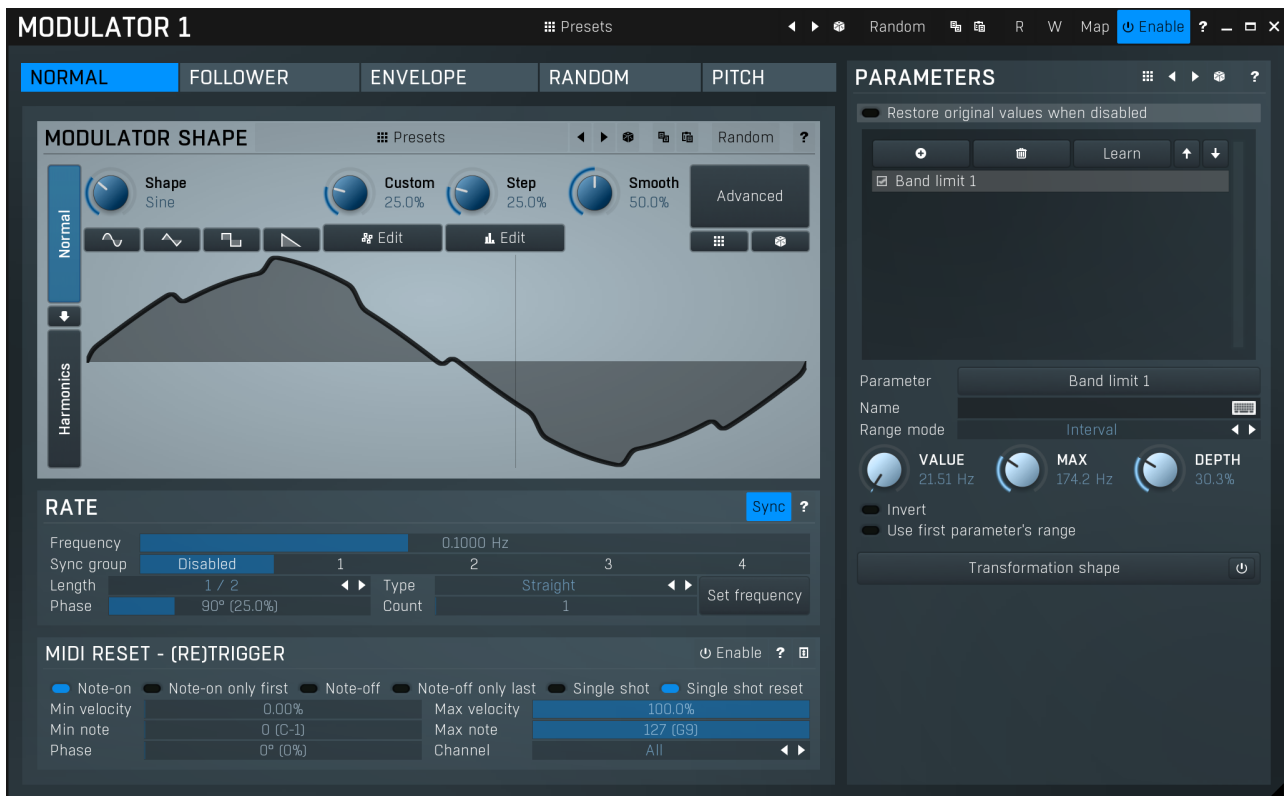 MODULATOR 1 Presets Random R W Map Enable ?
NORMAL FOLLOWER ENVELOPE RANDOM PITCH
MODULATOR SHAPE Presets Random ?
Normal
Harmonics
Shape Custom Step Smooth
Sine 25.0% 25.0% 50.0%
Advanced
Edit Edit
RATE Sync ?
Frequency 0.1000 Hz
Sync group Disabled 1 2 3 4
Length 1 / 2 Type Straight
Set frequency
Phase 90° (25.0%) Count 1
MIDI RESET - (RE)TRIGGER Enable ?
Note-on Note-on only first Note-off Note-off only last Single shot Single shot reset
Min velocity 0.00% Max velocity 100.0%
Min note 0 (C-1) Max note 127 (G9)
Phase 0° (0%) Channel All
PARAMETERS ?
Restore original values when disabled
Learn
Band limit 1
Parameter Band limit 1
Name
Range mode Interval
VALUE MAX DEPTH
21.51 Hz 174.2 Hz 30.3%
Invert
Use first parameter's range
Transformation shape